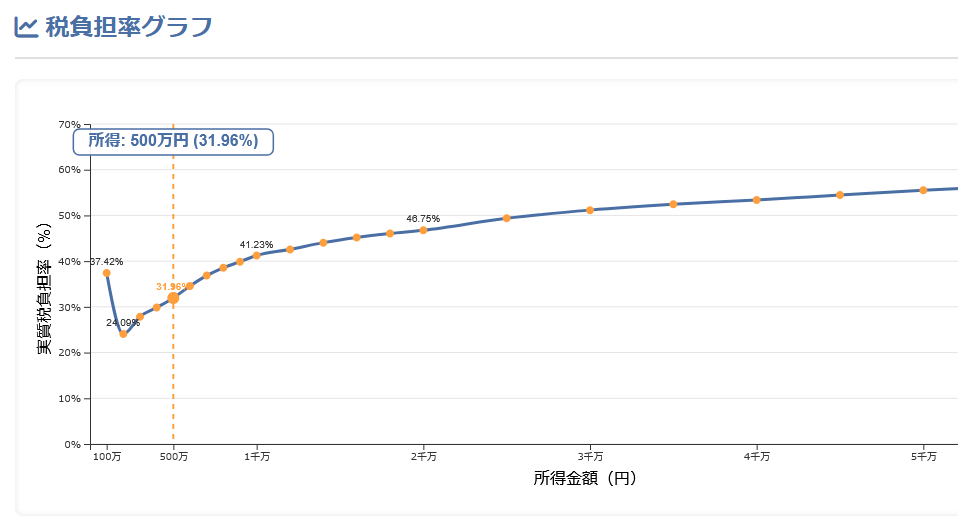 税負担率グラフ
70%
所得: 500万円 (31.96%)
60%
50%
46.75%
41.23%
40%
37.42%
31.96%
30%
24.09%
20%
10%
0%
実質税負担率（%）
100万 500万 1千万 2千万 3千万 4千万 5千万
所得金額（円）